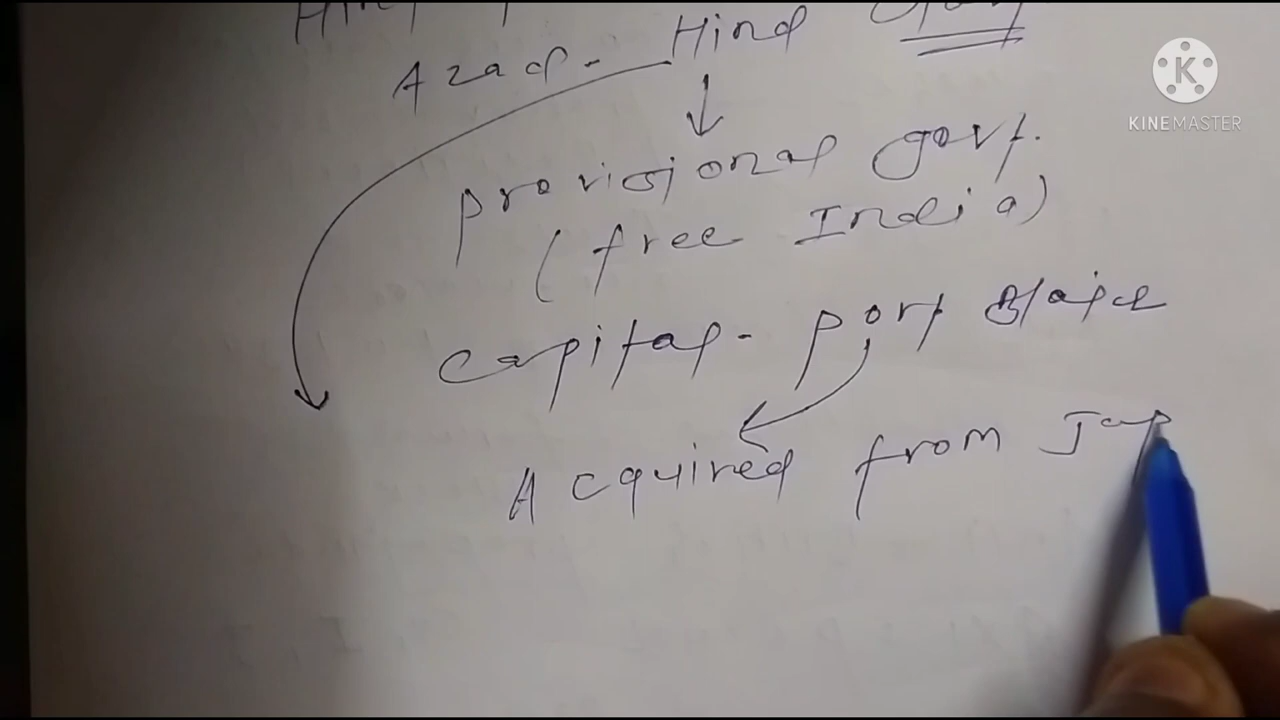 Azad - Hind
provisional govt.
(free India)
capital - port Blair
Acquired from Jap
KINEMASTER